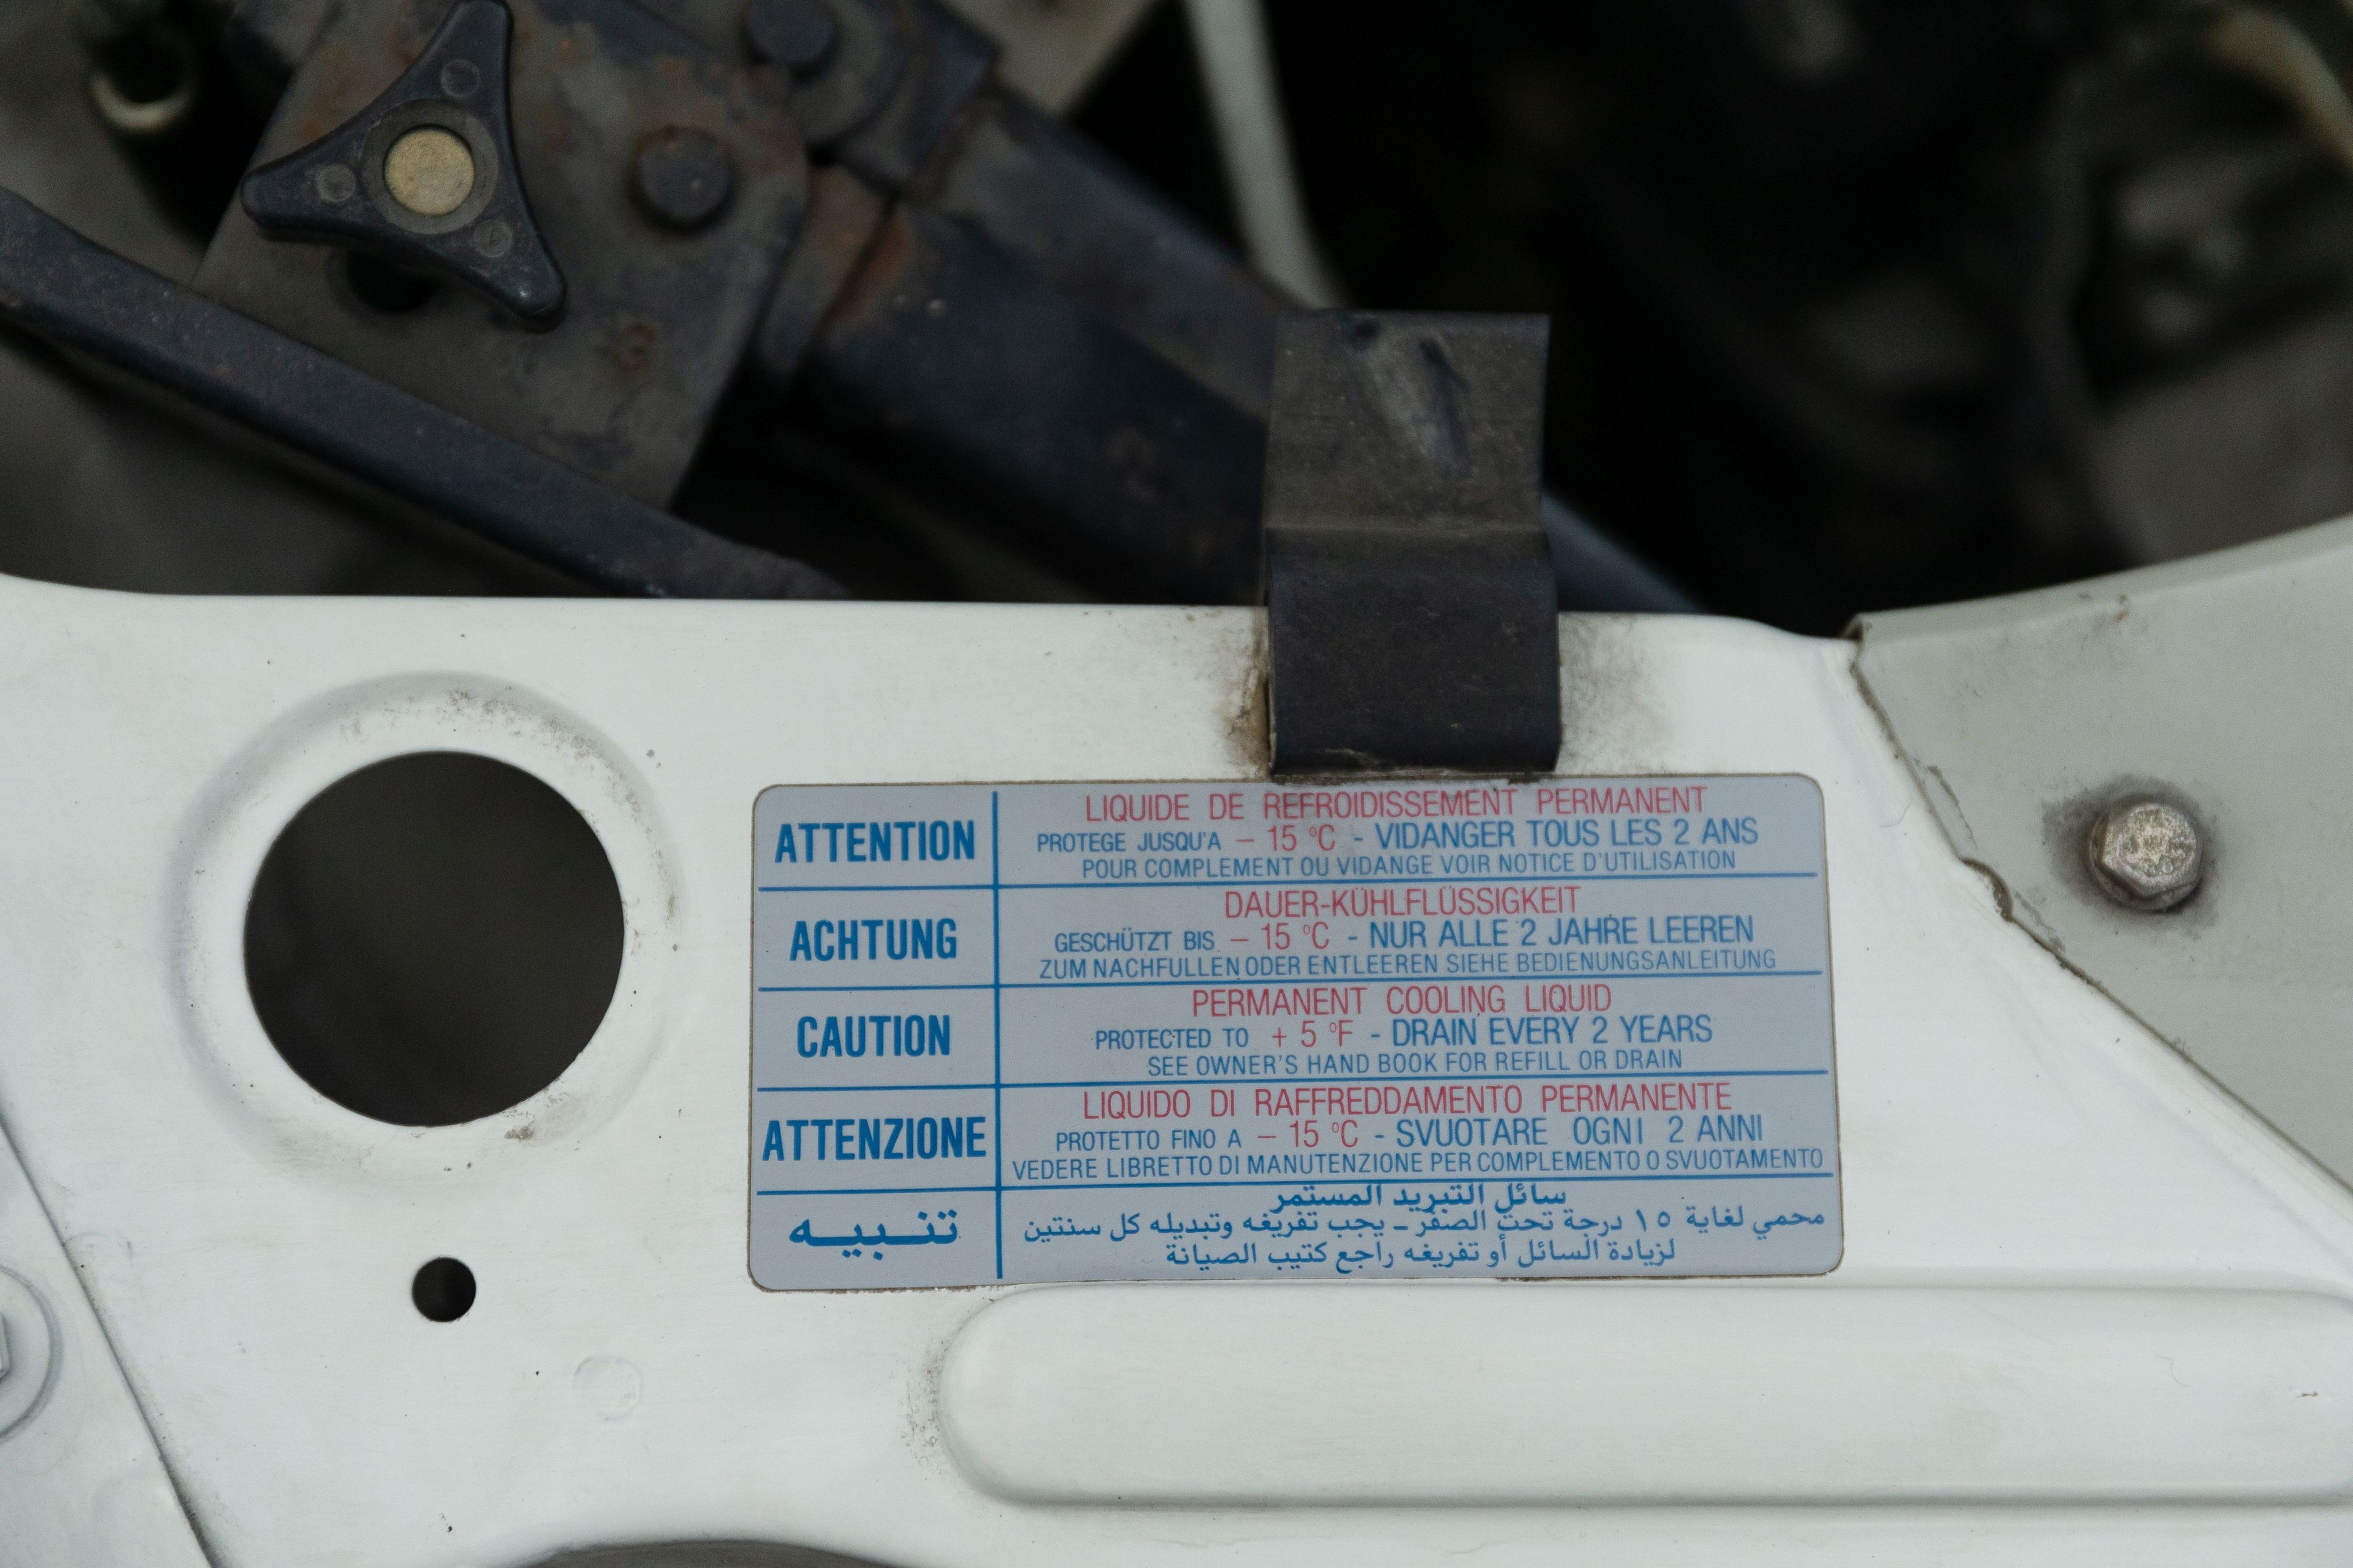 ATTENTION
LIQUIDE DE REFROIDISSEMENT PERMANENT
PROTEGE JUSQU'A – 15 °C - VIDANGER TOUS LES 2 ANS
POUR COMPLEMENT OU VIDANGE VOIR NOTICE D'UTILISATION
ACHTUNG
DAUER-KÜHLFLÜSSIGKEIT
GESCHÜTZT BIS – 15 °C - NUR ALLE 2 JAHRE LEEREN
ZUM NACHFULLEN ODER ENTLEEREN SIEHE BEDIENUNGSANLEITUNG
CAUTION
PERMANENT COOLING LIQUID
PROTECTED TO + 5 °F - DRAIN EVERY 2 YEARS
SEE OWNER'S HAND BOOK FOR REFILL OR DRAIN
ATTENZIONE
LIQUIDO DI RAFFREDDAMENTO PERMANENTE
PROTETTO FINO A – 15 °C - SVUOTARE OGNI 2 ANNI
VEDERE LIBRETTO DI MANUTENZIONE PER COMPLEMENTO O SVUOTAMENTO
تنبيه
سائل التبريد المستمر
محمي لغاية ١٥ درجة تحت الصفر – يجب تفريغه وتبديله كل سنتين
لزيادة السائل أو تفريغه راجع كتيب الصيانة